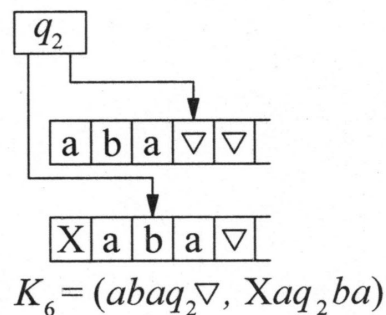 q₂
a b a ▽ ▽
X a b a ▽
K₆ = (abaq₂▽, Xaq₂ba)